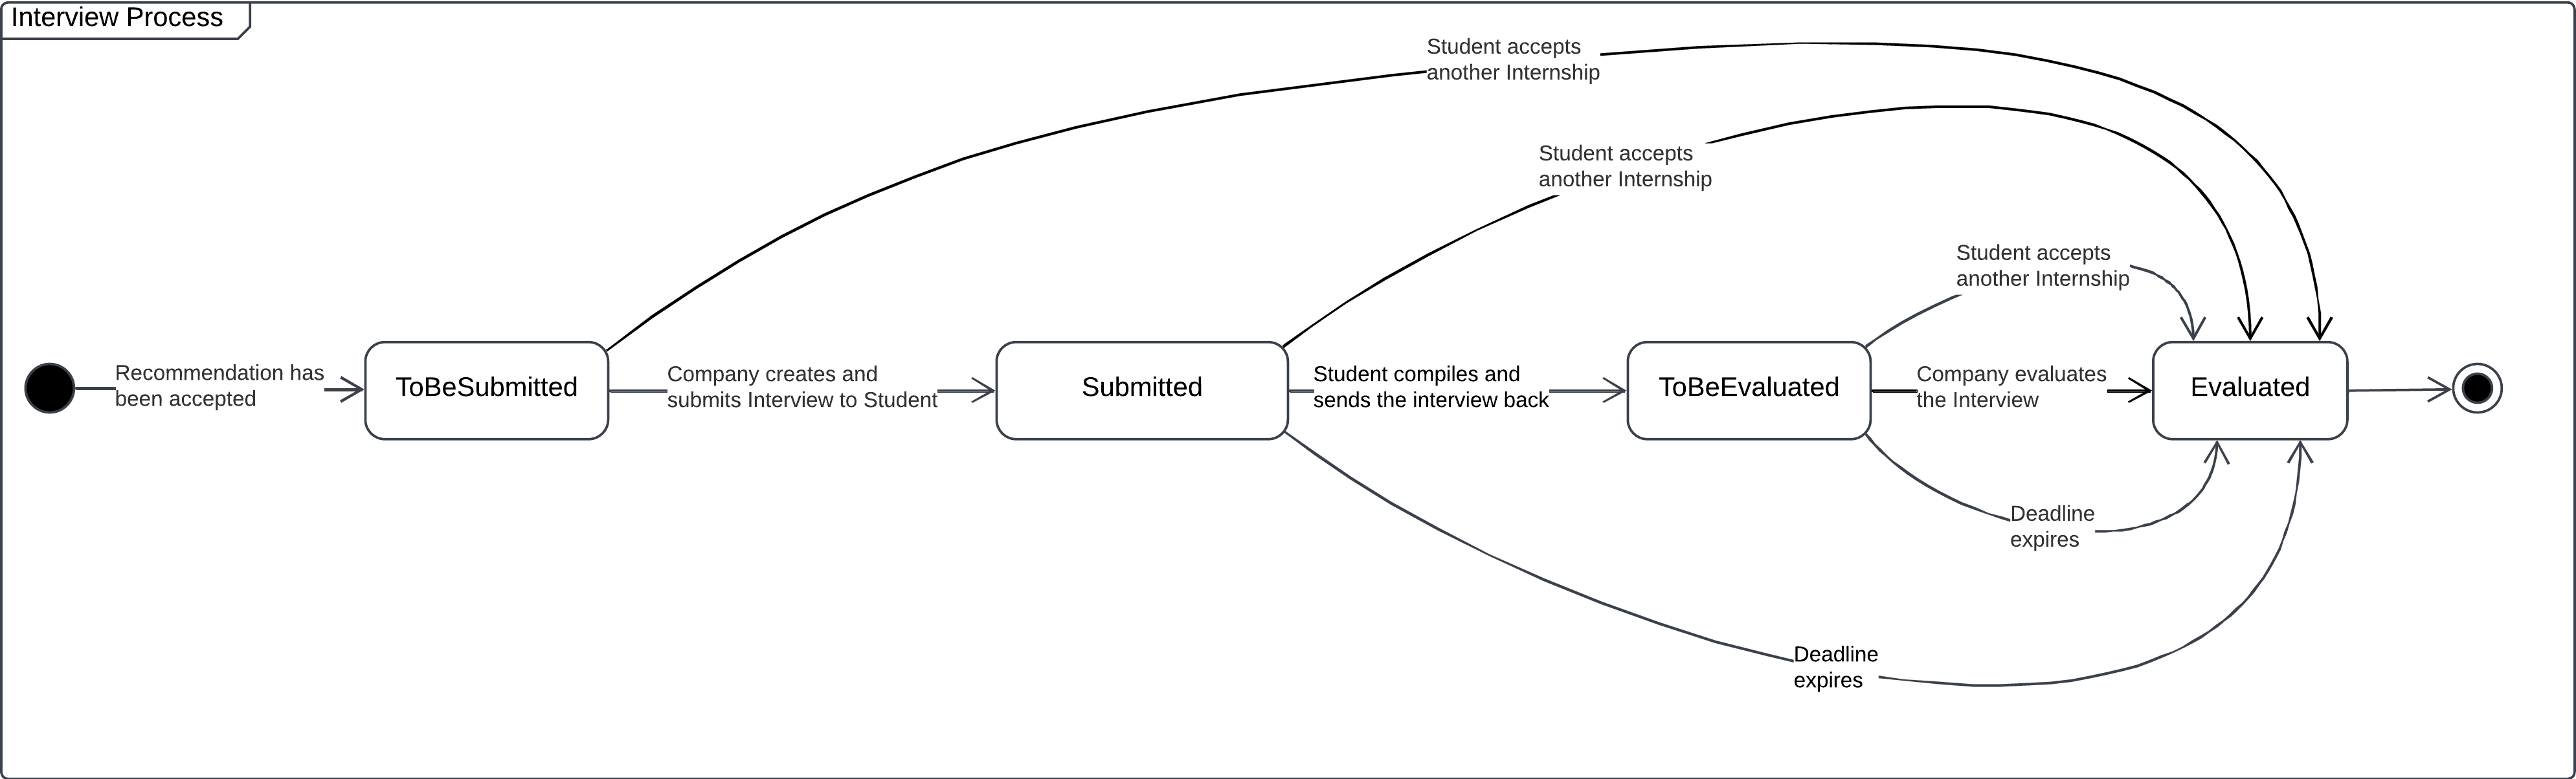 Interview Process
Student accepts
another Internship
Student accepts
another Internship
Student accepts
another Internship
Recommendation has
been accepted
ToBeSubmitted
Company creates and
submits Interview to Student
Submitted
Student compiles and
sends the interview back
ToBeEvaluated
Company evaluates
the Interview
Evaluated
Deadline
expires
Deadline
expires